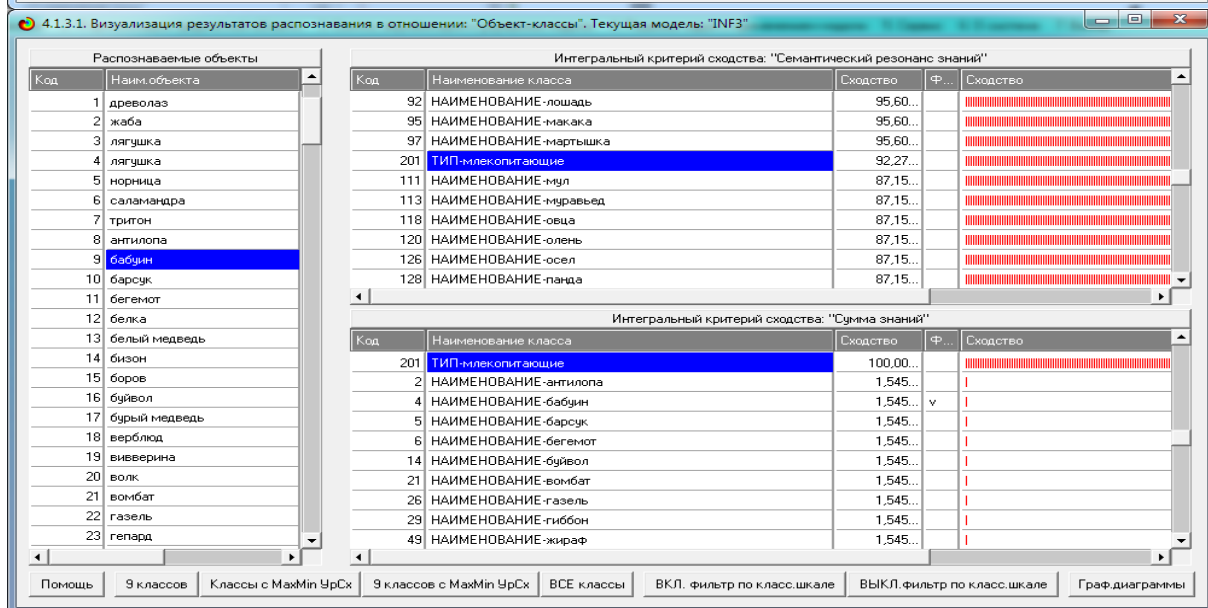 4.1.3.1. Визуализация результатов распознавания в отношении: "Объект-классы". Текущая модель: "INF3"
Распознаваемые объекты
Код Наим.объекта
1 древолаз
2 жаба
3 лягушка
4 лягушка
5 норница
6 саламандра
7 тритон
8 антилопа
9 бабуин
10 барсук
11 бегемот
12 белка
13 белый медведь
14 бизон
15 боров
16 буйвол
17 бурый медведь
18 верблюд
19 вивверина
20 волк
21 вомбат
22 газель
23 гепард
Интегральный критерий сходства: "Семантический резонанс знаний"
Код Наименование класса Сходство Ф... Сходство
92 НАИМЕНОВАНИЕ-лошадь 95,60...
95 НАИМЕНОВАНИЕ-макака 95,60...
97 НАИМЕНОВАНИЕ-мартышка 95,60...
201 ТИП-млекопитающие 92,27...
111 НАИМЕНОВАНИЕ-мул 87,15...
113 НАИМЕНОВАНИЕ-муравьед 87,15...
118 НАИМЕНОВАНИЕ-овца 87,15...
120 НАИМЕНОВАНИЕ-олень 87,15...
126 НАИМЕНОВАНИЕ-осел 87,15...
128 НАИМЕНОВАНИЕ-панда 87,15...
Интегральный критерий сходства: "Сумма знаний"
Код Наименование класса Сходство Ф... Сходство
201 ТИП-млекопитающие 100,00...
2 НАИМЕНОВАНИЕ-антилопа 1,545...
4 НАИМЕНОВАНИЕ-бабуин 1,545... v
5 НАИМЕНОВАНИЕ-барсук 1,545...
6 НАИМЕНОВАНИЕ-бегемот 1,545...
14 НАИМЕНОВАНИЕ-буйвол 1,545...
21 НАИМЕНОВАНИЕ-вомбат 1,545...
26 НАИМЕНОВАНИЕ-газель 1,545...
29 НАИМЕНОВАНИЕ-гиббон 1,545...
49 НАИМЕНОВАНИЕ-жираф 1,545...
Помощь 9 классов Классы с MaxMin УрСх 9 классов с MaxMin УрСх ВСЕ классы ВКЛ. фильтр по класс.шкале ВЫКЛ.фильтр по класс.шкале Граф.диаграммы